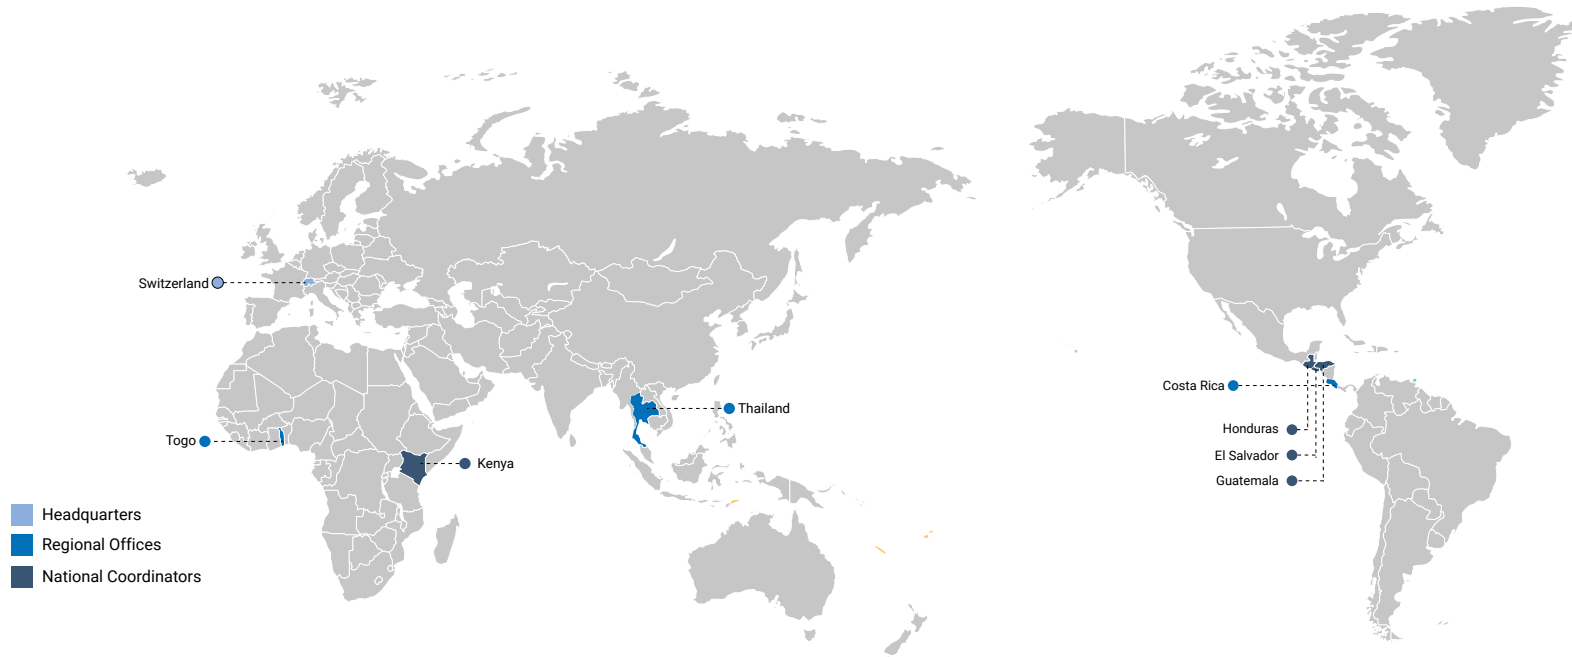 Switzerland
Togo
Kenya
Thailand
Costa Rica
Honduras
El Salvador
Guatemala
Headquarters
Regional Offices
National Coordinators